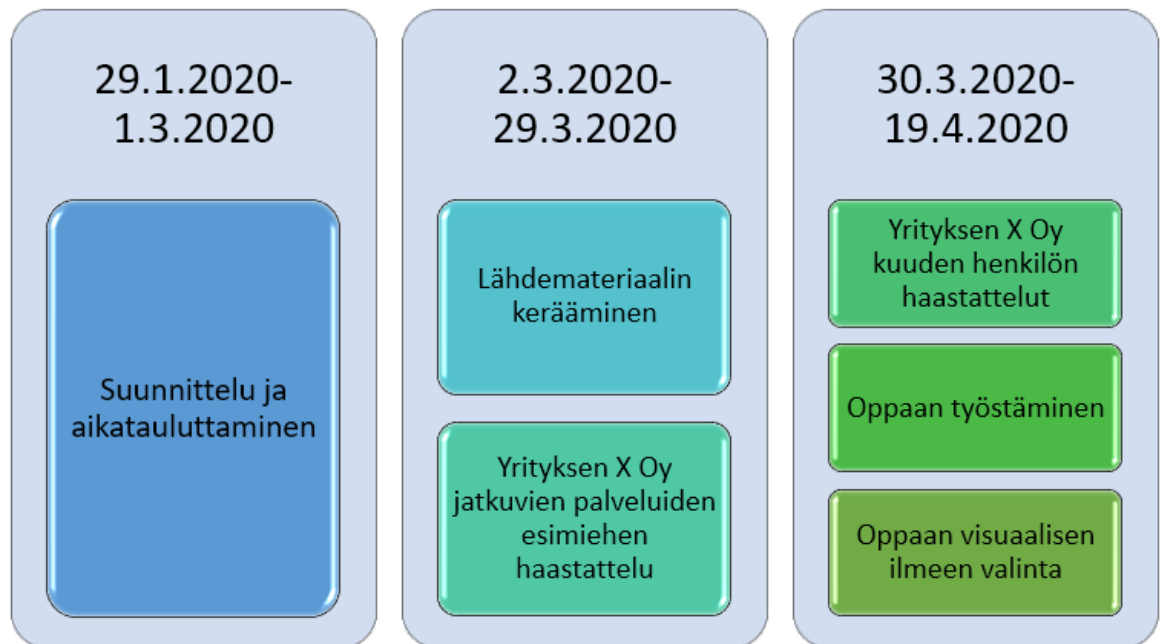 29.1.2020-
1.3.2020
Suunnittelu ja
aikatauluttaminen
2.3.2020-
29.3.2020
Lähdemateriaalin
kerääminen
Yrityksen X Oy
jatkuvien palveluiden
esimiehen
haastattelu
30.3.2020-
19.4.2020
Yrityksen X Oy
kuuden henkilön
haastattelut
Oppaan työstäminen
Oppaan visuaalisen
ilmeen valinta